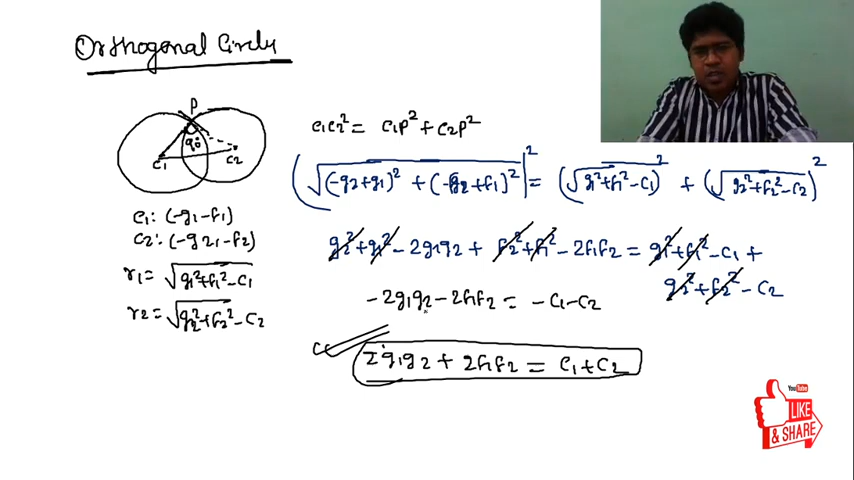 Orthogonal Circles
P
90°
C1
C2
C1C2² = C1P² + C2P²
(√(-g2+g1)² + (-f2+f1)²)² = (√g1²+f1²-C1)² + (√g2²+f2²-C2)²
C1: (-g1-f1)
C2: (-g2,-f2)
r1 = √g1²+f1²-C1
r2 = √g2²+f2²-C2
g2²+g1²-2g1g2 + f2²+f1²-2f1f2 = g1²+f1²-C1 +
g2²+f2²-C2
-2g1g2-2f1f2 = -C1-C2
2g1g2 + 2f1f2 = C1+C2
YouTube
LIKE
& SHARE